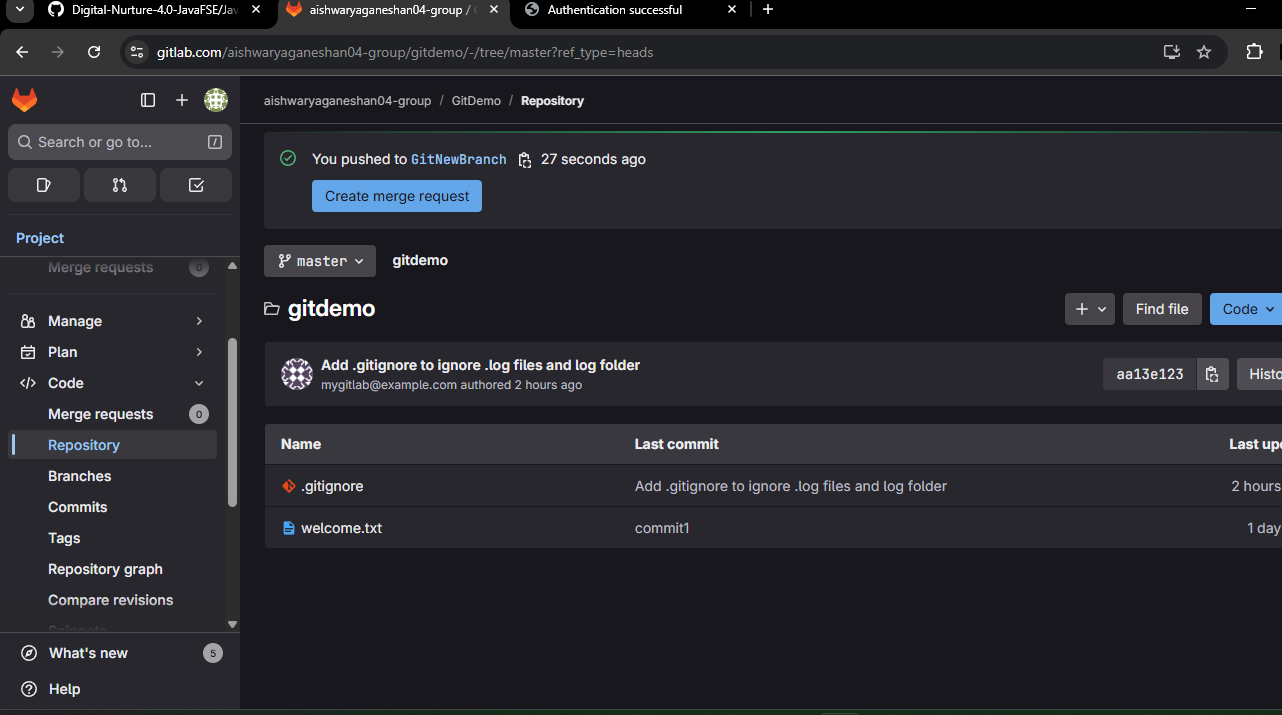 Digital-Nurture-4.0-JavaFSE/Jav
aishwaryaganeshan04-group /
Authentication successful
gitlab.com/aishwaryaganeshan04-group/gitdemo/-/tree/master?ref_type=heads
Search or go to... /
Project
Merge requests 0
Manage
Plan
Code
Merge requests 0
Repository
Branches
Commits
Tags
Repository graph
Compare revisions
Snippets
What's new 5
Help
aishwaryaganeshan04-group / GitDemo / Repository
You pushed to GitNewBranch 27 seconds ago
Create merge request
master gitdemo
gitdemo
+ Find file Code
Add .gitignore to ignore .log files and log folder
mygitlab@example.com authored 2 hours ago
aa13e123 Histo
Name Last commit Last upd
.gitignore Add .gitignore to ignore .log files and log folder 2 hours
welcome.txt commit1 1 day